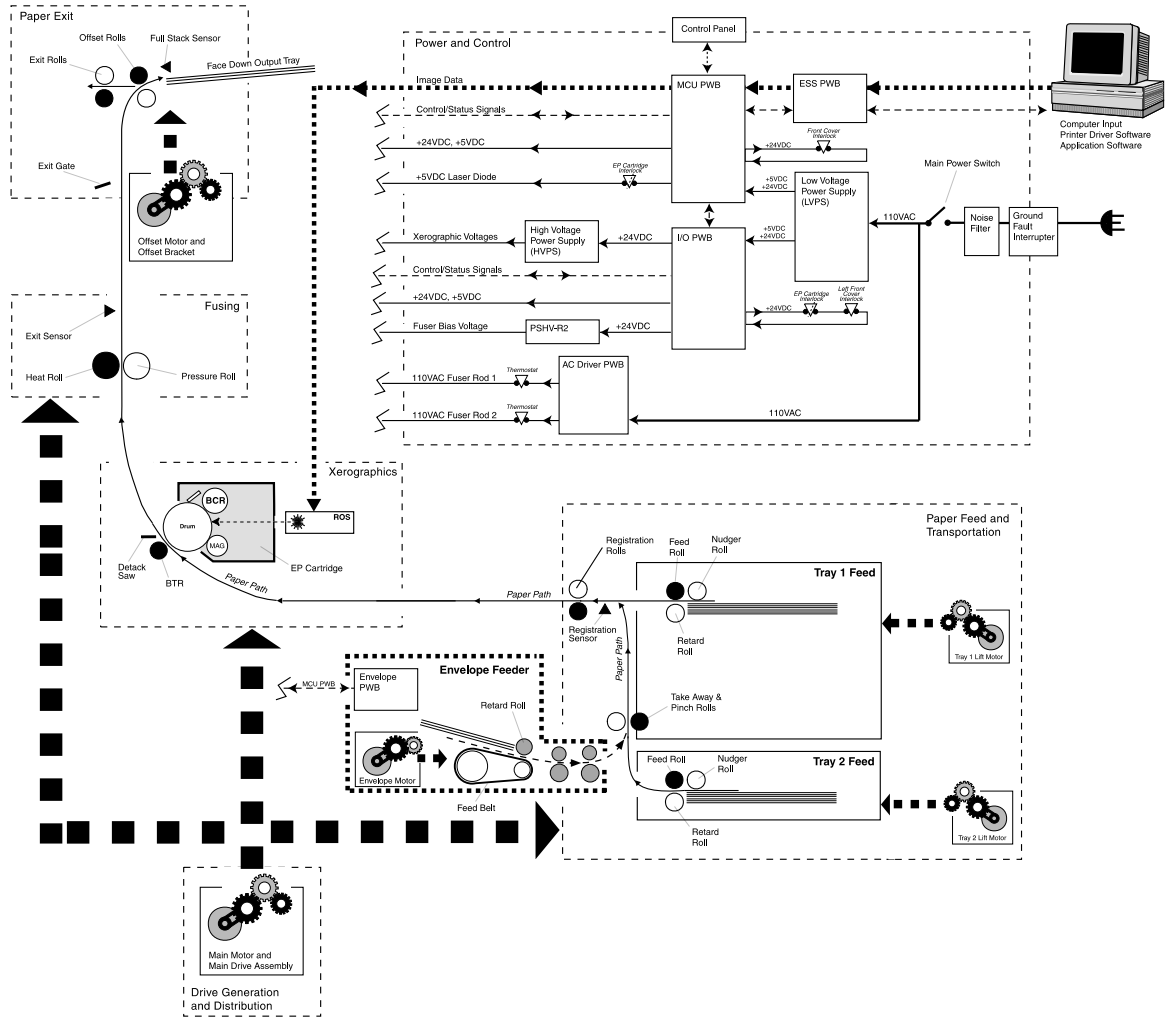 Paper Exit
Offset Rolls
Full Stack Sensor
Exit Rolls
Face Down Output Tray
Exit Gate
Offset Motor and
Offset Bracket
Power and Control
Control Panel
Image Data
MCU PWB
ESS PWB
Computer Input
Printer Driver Software
Application Software
Control/Status Signals
Front Cover
Interlock
+24VDC
+24VDC, +5VDC
EP Cartridge
Interlock
+5VDC Laser Diode
+5VDC
+24VDC
Low Voltage
Power Supply
(LVPS)
Main Power Switch
110VAC
Noise
Filter
Ground
Fault
Interrupter
Xerographic Voltages
High Voltage
Power Supply
(HVPS)
+24VDC
I/O PWB
+5VDC
+24VDC
Control/Status Signals
+24VDC, +5VDC
EP Cartridge
Interlock
Left Front
Cover
Interlock
+24VDC
Fuser Bias Voltage
PSHV-R2
+24VDC
AC Driver PWB
110VAC Fuser Rod 1
Thermostat
110VAC Fuser Rod 2
Thermostat
110VAC
Fusing
Exit Sensor
Heat Roll
Pressure Roll
Xerographics
BCR
Drum
MAG
ROS
EP Cartridge
Detack
Saw
BTR
Paper Path
Paper Path
Paper Feed and
Transportation
Registration
Rolls
Feed
Roll
Nudger
Roll
Tray 1 Feed
Registration
Sensor
Retard
Roll
Paper Path
Tray 1 Lift Motor
Take Away &
Pinch Rolls
Envelope Feeder
MCU PWB
Envelope
PWB
Retard Roll
Envelope Motor
Feed Belt
Feed Roll
Nudger
Roll
Tray 2 Feed
Retard
Roll
Tray 2 Lift Motor
Main Motor and
Main Drive Assembly
Drive Generation
and Distribution